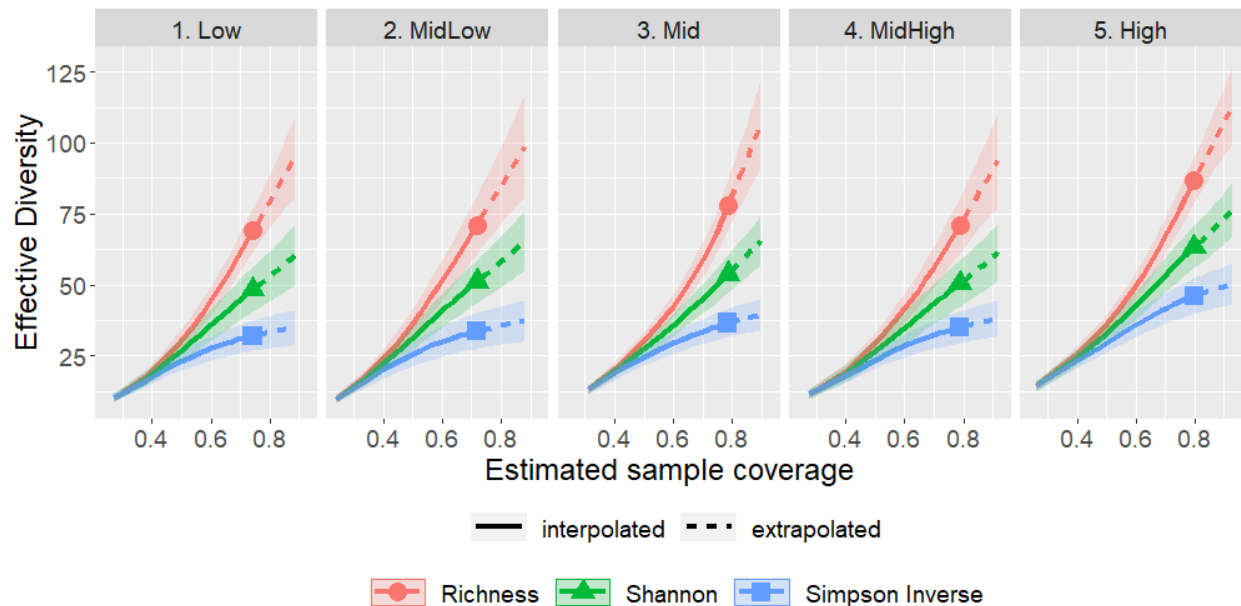 1. Low 2. MidLow 3. Mid 4. MidHigh 5. High
Effective Diversity
125
100
75
50
25
0.4 0.6 0.8 0.4 0.6 0.8 0.4 0.6 0.8 0.4 0.6 0.8 0.4 0.6 0.8
Estimated sample coverage
interpolated extrapolated
Richness Shannon Simpson Inverse